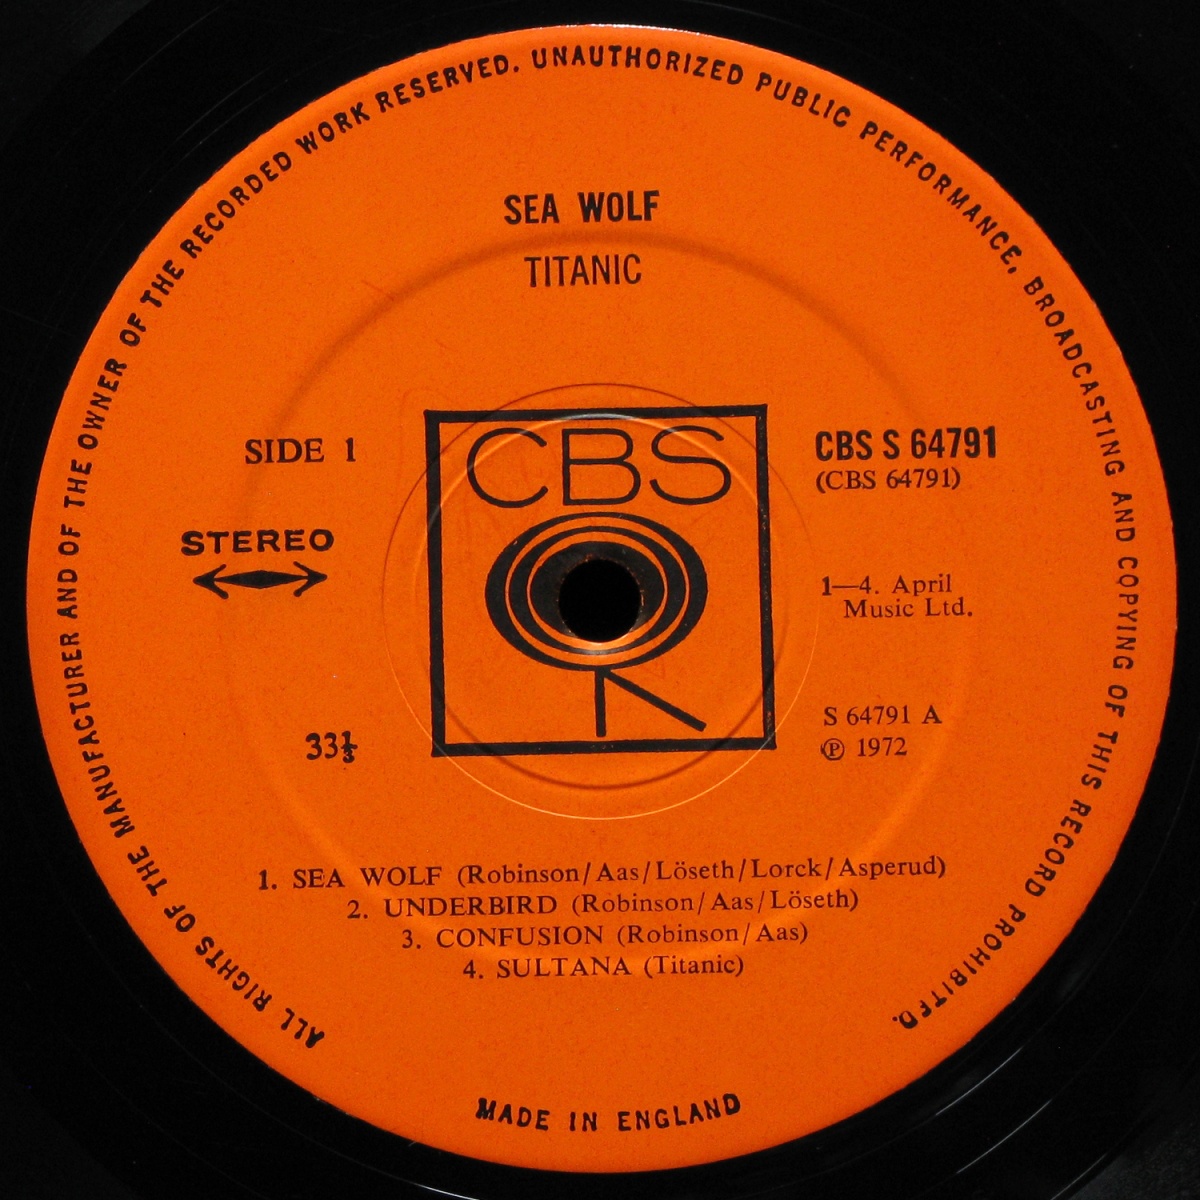 ALL RIGHTS OF THE MANUFACTURER AND OF THE OWNER OF THE RECORDED WORK RESERVED. UNAUTHORIZED PUBLIC PERFORMANCE, BROADCASTING AND COPYING OF THIS RECORD PROHIBITED.
SEA WOLF
TITANIC
SIDE 1
STEREO
33⅓
CBS
CBS S 64791
(CBS 64791)
1—4. April
Music Ltd.
S 64791 A
℗ 1972
1. SEA WOLF (Robinson/Aas/Löseth/Lorck/Asperud)
2. UNDERBIRD (Robinson/Aas/Löseth)
3. CONFUSION (Robinson/Aas)
4. SULTANA (Titanic)
MADE IN ENGLAND